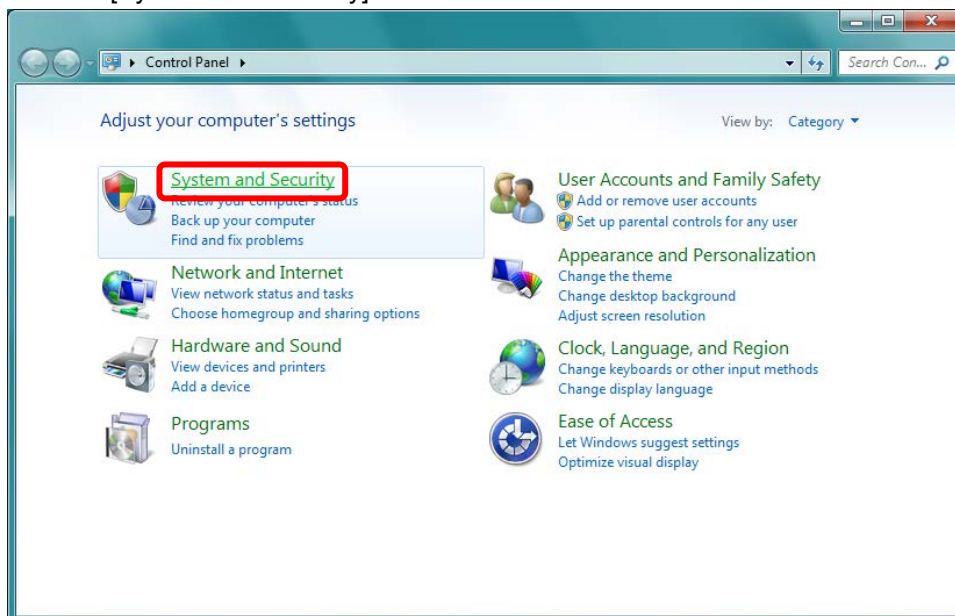 Control Panel
Search Con...
Adjust your computer's settings
View by: Category
System and Security
Review your computer's status
Back up your computer
Find and fix problems
Network and Internet
View network status and tasks
Choose homegroup and sharing options
Hardware and Sound
View devices and printers
Add a device
Programs
Uninstall a program
User Accounts and Family Safety
Add or remove user accounts
Set up parental controls for any user
Appearance and Personalization
Change the theme
Change desktop background
Adjust screen resolution
Clock, Language, and Region
Change keyboards or other input methods
Change display language
Ease of Access
Let Windows suggest settings
Optimize visual display